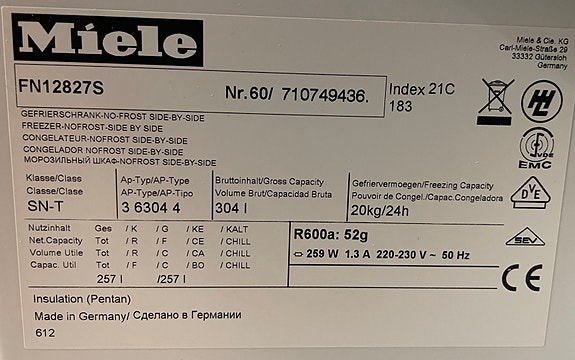 Miele
Miele & Cie, KG
Carl-Miele-Straße 29
33332 Gütersloh
Germany
FN12827S
Nr.60/ 710749436.
Index 21C
183
GEFRIERSCHRANK-NO-FROST SIDE-BY-SIDE
FREEZER-NOFROST-SIDE BY SIDE
CONGELATEUR-NOFROST SIDE-BY-SIDE
CONGELADOR NOFROST SIDE-BY-SIDE
МОРОЗИЛЬНЫЙ ШКАФ-NOFROST SIDE-BY-SIDE
VDE
EMC
Klasse/Class
Classe/Clase
SN-T
Ap-Typ/AP-Type
AP-Type/AP-Tipo
3 6304 4
Bruttoinhalt/Gross Capacity
Volume Brut/Capacidad Bruta
304 l
Gefriervermoegen/Freezing Capacity
Pouvoir de Congel./Capac.Congeladora
20kg/24h
VDE
Nutzinhalt Ges / K / G / KE / KALT
Net.Capacity Tot / R / F / CE / CHILL
Volume Utile Tot / R / C / CA / CHILL
Capac. Util Tot / F / C / BO / CHILL
257 l /257 l
R600a: 52g
259 W 1.3 A 220-230 V ~ 50 Hz
SEV
CE
Insulation (Pentan)
Made in Germany/ Сделано в Германии
612